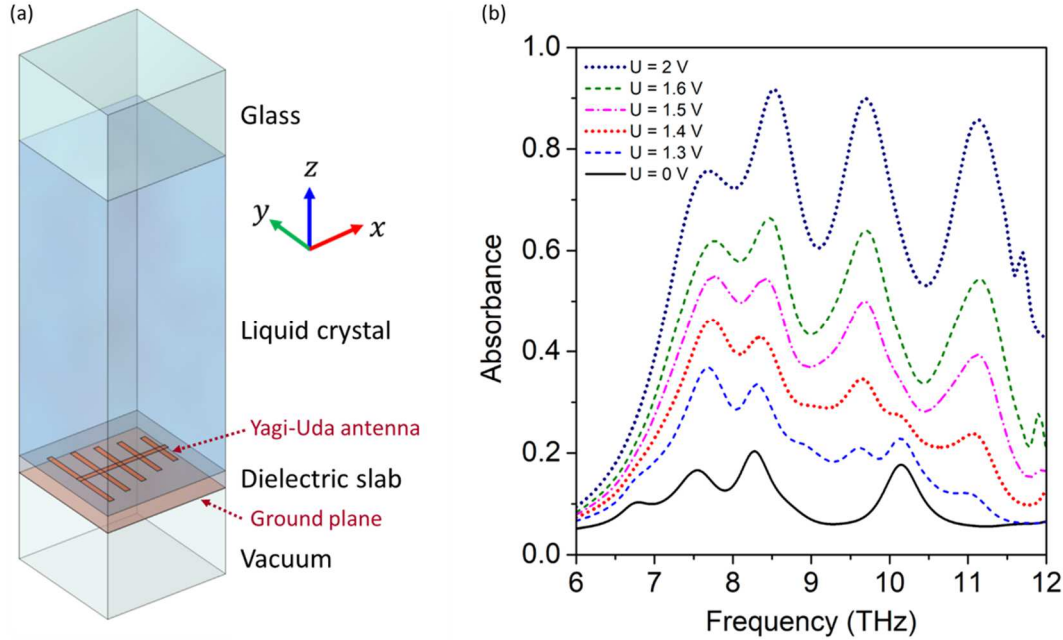 (a)
Glass
z
y
x
Liquid crystal
Yagi-Uda antenna
Dielectric slab
Ground plane
Vacuum
(b)
1.0
0.8
0.6
0.4
0.2
0.0
Absorbance
U = 2 V
U = 1.6 V
U = 1.5 V
U = 1.4 V
U = 1.3 V
U = 0 V
6 7 8 9 10 11 12
Frequency (THz)